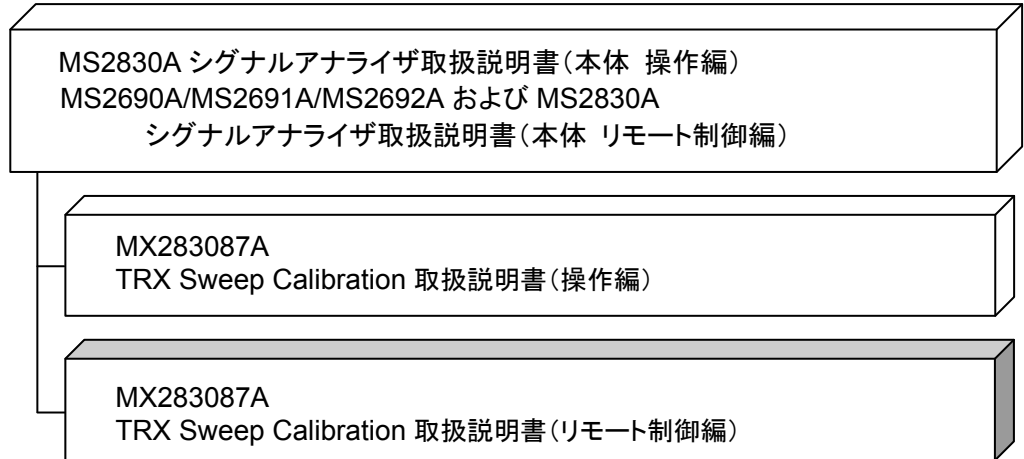 MS2830A シグナルアナライザ取扱説明書（本体 操作編）
MS2690A/MS2691A/MS2692A および MS2830A
シグナルアナライザ取扱説明書（本体 リモート制御編）
MX283087A
TRX Sweep Calibration 取扱説明書（操作編）
MX283087A
TRX Sweep Calibration 取扱説明書（リモート制御編）